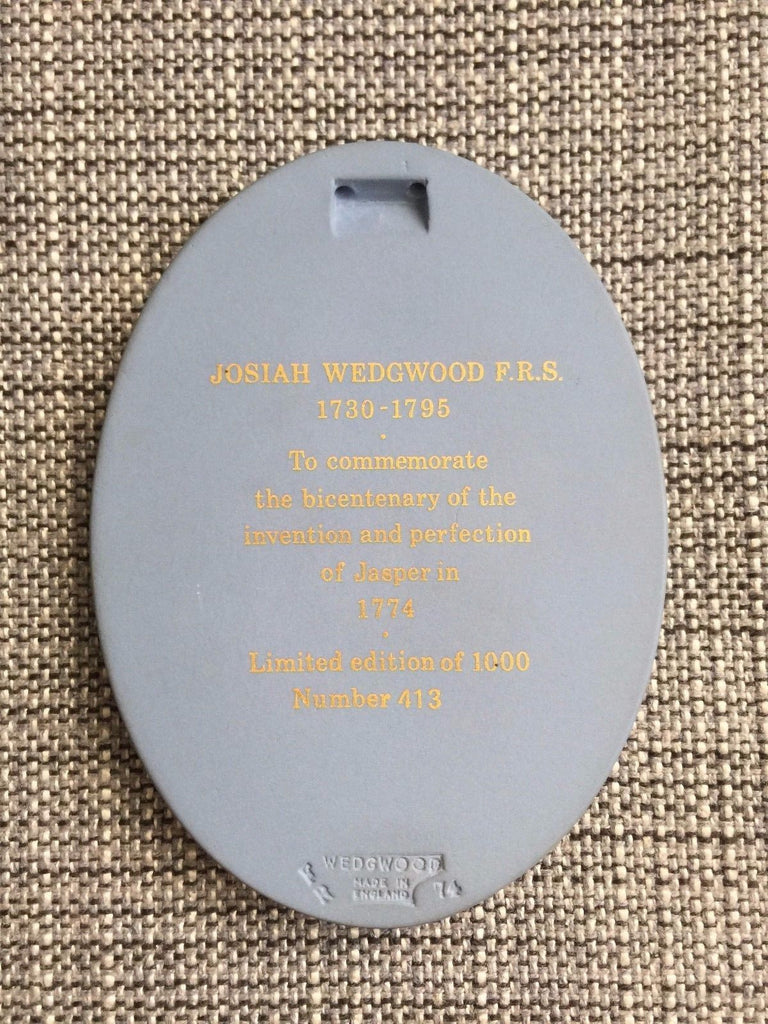 JOSIAH WEDGWOOD F.R.S.
1730-1795
To commemorate
the bicentenary of the
invention and perfection
of Jasper in
1774
Limited edition of 1000
Number 413
WEDGWOOD
MADE IN
ENGLAND
74